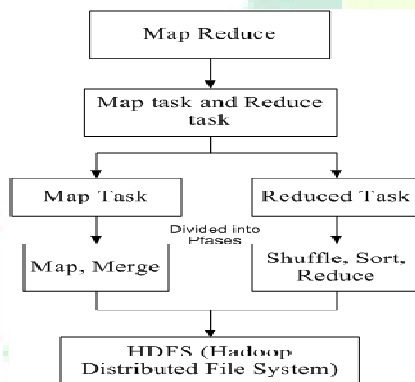 Map Reduce
Map task and Reduce
task
Map Task
Reduced Task
Divided into
Pfases
Map, Merge
Shuffle, Sort,
Reduce
HDFS (Hadoop
Distributed File System)